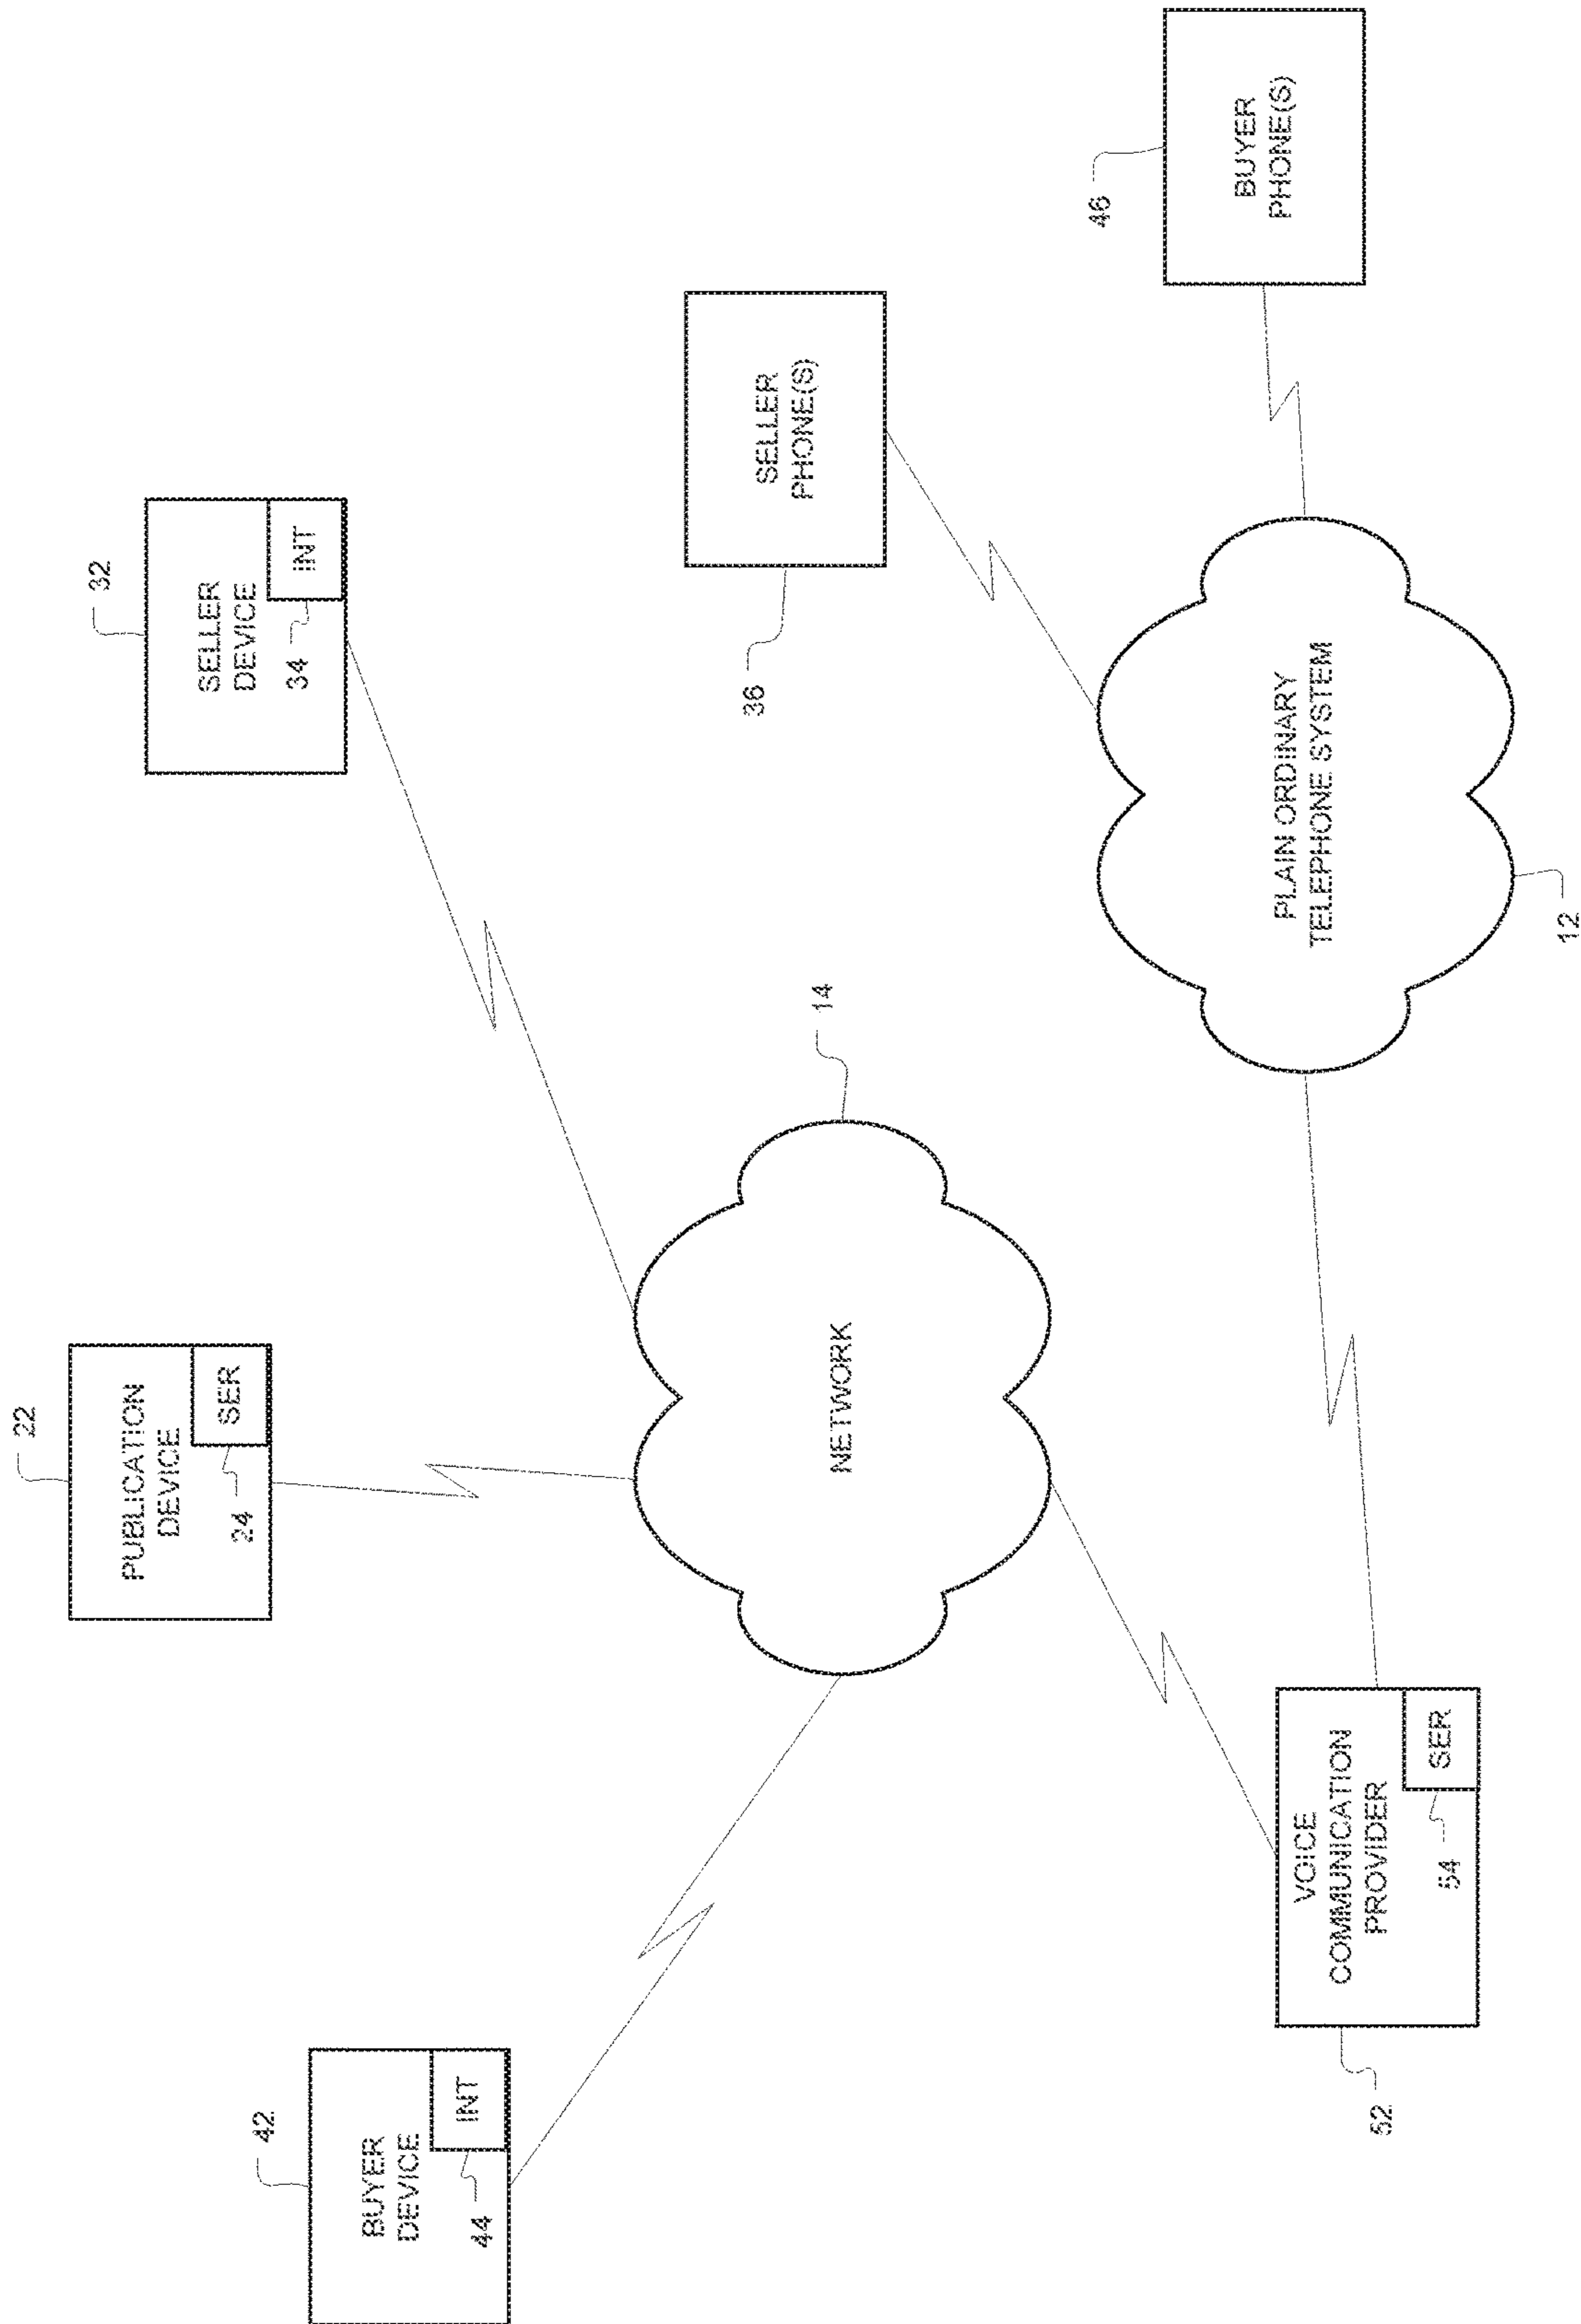 22
PUBLICATION
DEVICE
SER
24
32
SELLER
DEVICE
INT
34
42
BUYER
DEVICE
INT
44
14
NETWORK
SELLER
PHONE(S)
36
46
BUYER
PHONE(S)
VOICE
COMMUNICATION
PROVIDER
SER
54
52
PLAIN ORDINARY
TELEPHONE SYSTEM
12